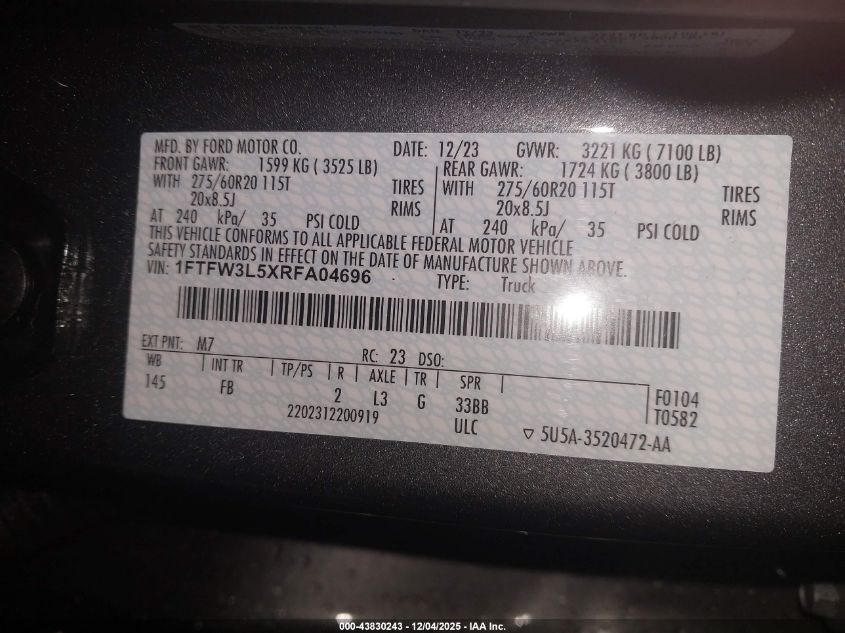 MFD. BY FORD MOTOR CO. DATE: 12/23 GVWR: 3221 KG ( 7100 LB)
FRONT GAWR: 1599 KG ( 3525 LB) REAR GAWR: 1724 KG ( 3800 LB)
WITH 275/60R20 115T TIRES WITH 275/60R20 115T TIRES
20x8.5J RIMS 20x8.5J RIMS
AT 240 kPa/ 35 PSI COLD AT 240 kPa/ 35 PSI COLD
THIS VEHICLE CONFORMS TO ALL APPLICABLE FEDERAL MOTOR VEHICLE
SAFETY STANDARDS IN EFFECT ON THE DATE OF MANUFACTURE SHOWN ABOVE.
VIN: 1FTFW3L5XRFA04696 TYPE: Truck
EXT PNT: M7 RC: 23 DSO:
WB INT TR TP/PS R AXLE TR SPR
145 FB 2 L3 G 33BB F0104
2202312200919 ULC T0582
▽ 5U5A-3520472-AA
000-43830243 - 12/04/2025 - IAA Inc.